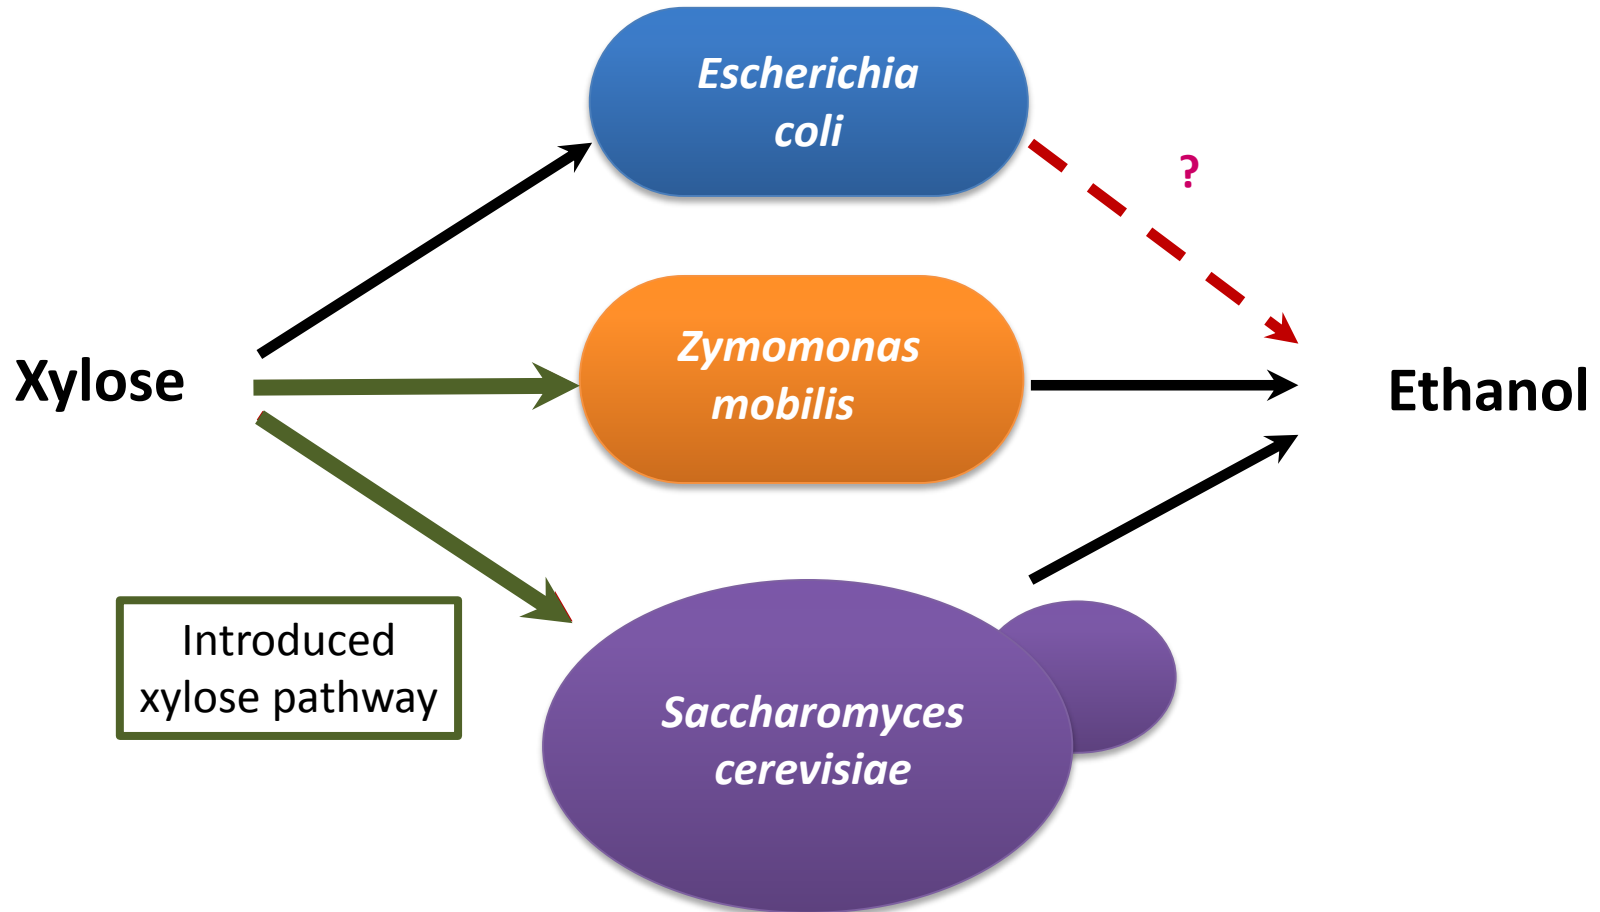 Escherichia
coli
?
Xylose
Zymomonas
mobilis
Ethanol
Introduced
xylose pathway
Saccharomyces
cerevisiae